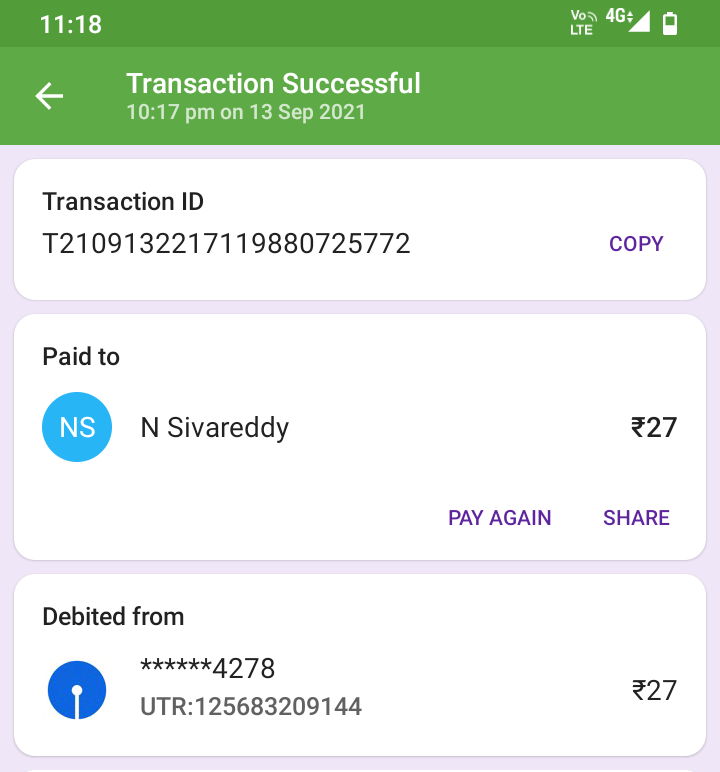 11:18
Vo LTE 4G
Transaction Successful
10:17 pm on 13 Sep 2021
Transaction ID
T2109132217119880725772 COPY
Paid to
NS N Sivareddy ₹27
PAY AGAIN SHARE
Debited from
******4278
UTR:125683209144 ₹27